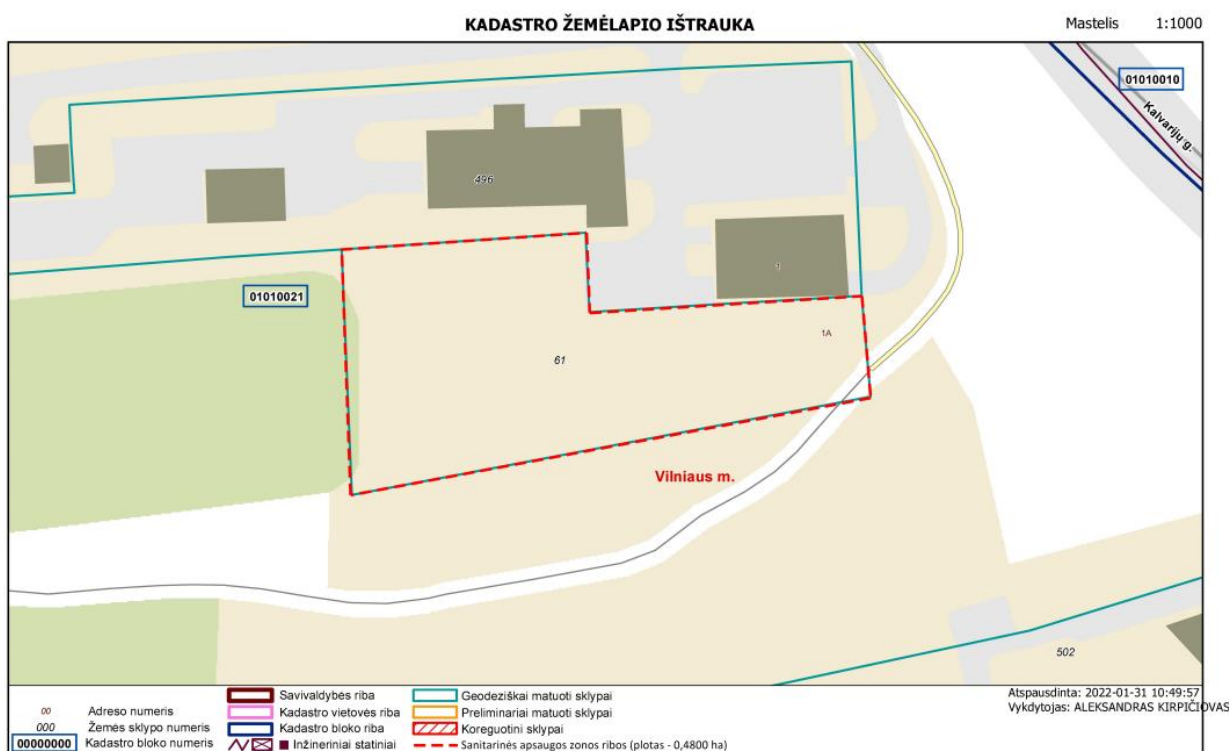 KADASTRO ŽEMĖLAPIO IŠTRAUKA
Mastelis 1:1000
01010010
Kalvarijų g.
496
1
01010021
1A
61
Vilniaus m.
502
Savivaldybės riba
Geodeziškai matuoti sklypai
00 Adreso numeris
Kadastro vietovės riba
Preliminariai matuoti sklypai
000 Žemės sklypo numeris
Kadastro bloko riba
Koreguotini sklypai
00000000 Kadastro bloko numeris
Inžineriniai statiniai
Sanitarinės apsaugos zonos ribos (plotas - 0,4800 ha)
Atspausdinta: 2022-01-31 10:49:57
Vykdytojas: ALEKSANDRAS KIRPIČIOVAS